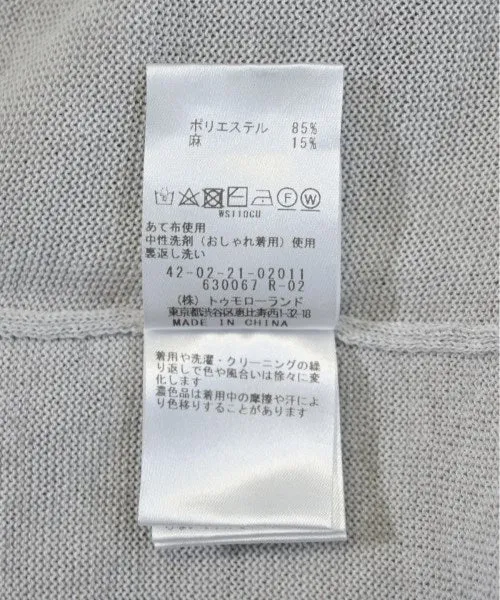 ポリエステル 85%
麻 15%
WS110GU
あて布使用
中性洗剤(おしゃれ着用)使用
裏返し洗い
42-02-21-02011
630067 R-02
(株)トゥモローランド
東京都渋谷区恵比寿西1-32-18
MADE IN CHINA
着用や洗濯・クリーニングの繰
り返しで色や風合いは徐々に変
化します
濃色品は着用中の摩擦や汗によ
り色移りすることがあります